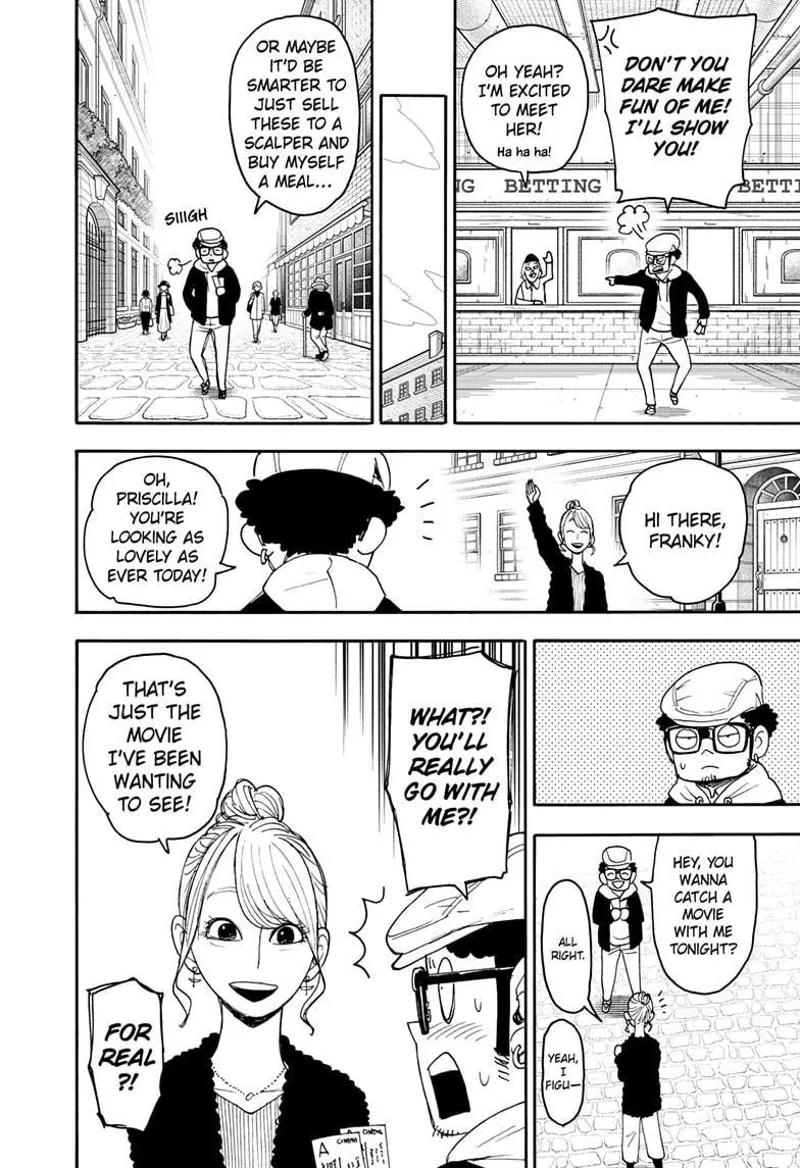 DON'T YOU
DARE MAKE
FUN OF ME!
I'LL SHOW
YOU!
OH YEAH?
I'M EXCITED
TO MEET
HER!
Ha ha ha!
NG BETTING BETTI
OR MAYBE
IT'D BE
SMARTER TO
JUST SELL
THESE TO A
SCALPER AND
BUY MYSELF
A MEAL...
SIIIGH
HI THERE,
FRANKY!
OH,
PRISCILLA!
YOU'RE
LOOKING AS
LOVELY AS
EVER TODAY!
HEY, YOU
WANNA
CATCH A
MOVIE
WITH ME
TONIGHT?
ALL
RIGHT.
YEAH,
I
FIGU—
WHAT?!
YOU'LL
REALLY
GO WITH
ME?!
THAT'S
JUST THE
MOVIE
I'VE BEEN
WANTING
TO SEE!
FOR
REAL
?!
A